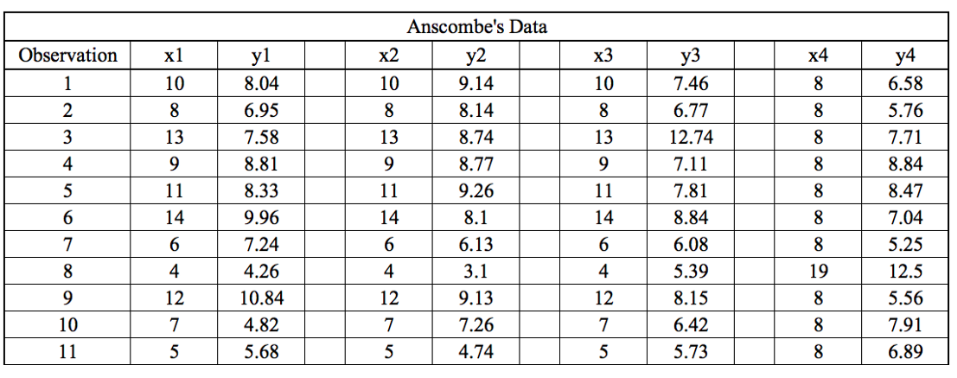 Anscombe's Data
Observation x1 y1 x2 y2 x3 y3 x4 y4
1 10 8.04 10 9.14 10 7.46 8 6.58
2 8 6.95 8 8.14 8 6.77 8 5.76
3 13 7.58 13 8.74 13 12.74 8 7.71
4 9 8.81 9 8.77 9 7.11 8 8.84
5 11 8.33 11 9.26 11 7.81 8 8.47
6 14 9.96 14 8.1 14 8.84 8 7.04
7 6 7.24 6 6.13 6 6.08 8 5.25
8 4 4.26 4 3.1 4 5.39 19 12.5
9 12 10.84 12 9.13 12 8.15 8 5.56
10 7 4.82 7 7.26 7 6.42 8 7.91
11 5 5.68 5 4.74 5 5.73 8 6.89